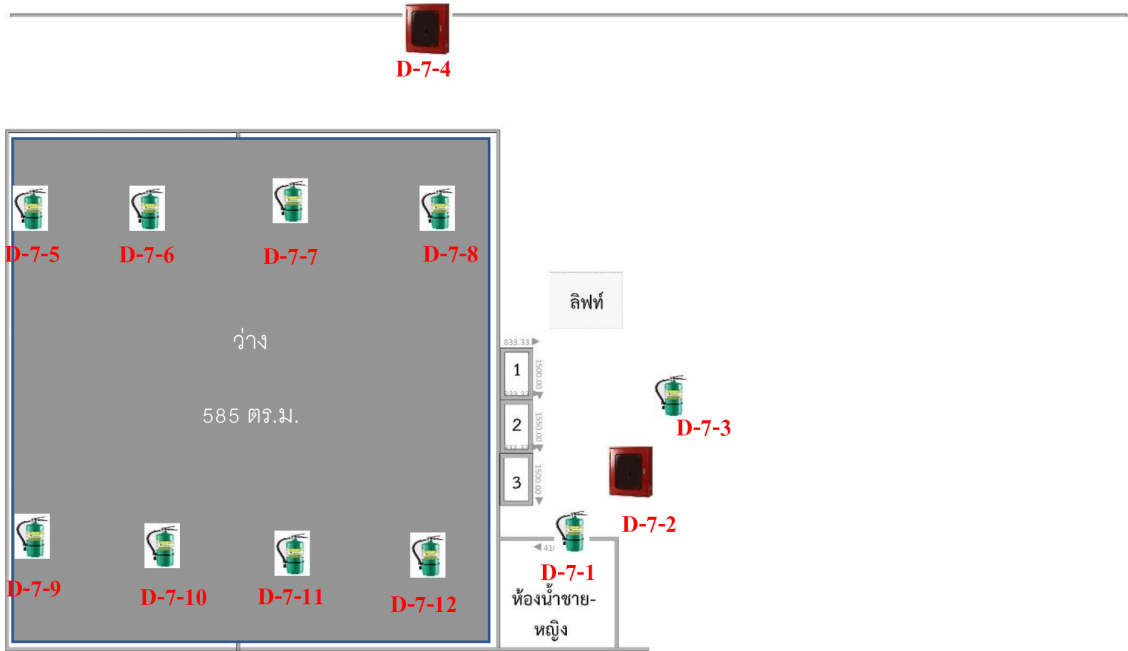 D-7-4
D-7-5
D-7-6
D-7-7
D-7-8
ลิฟท์
ว่าง
585 ตร.ม.
833.33
1
1500.00
2
1550.00
3
1500.00
D-7-3
D-7-2
D-7-1
D-7-9
D-7-10
D-7-11
D-7-12
ห้องน้ำชาย-
หญิง